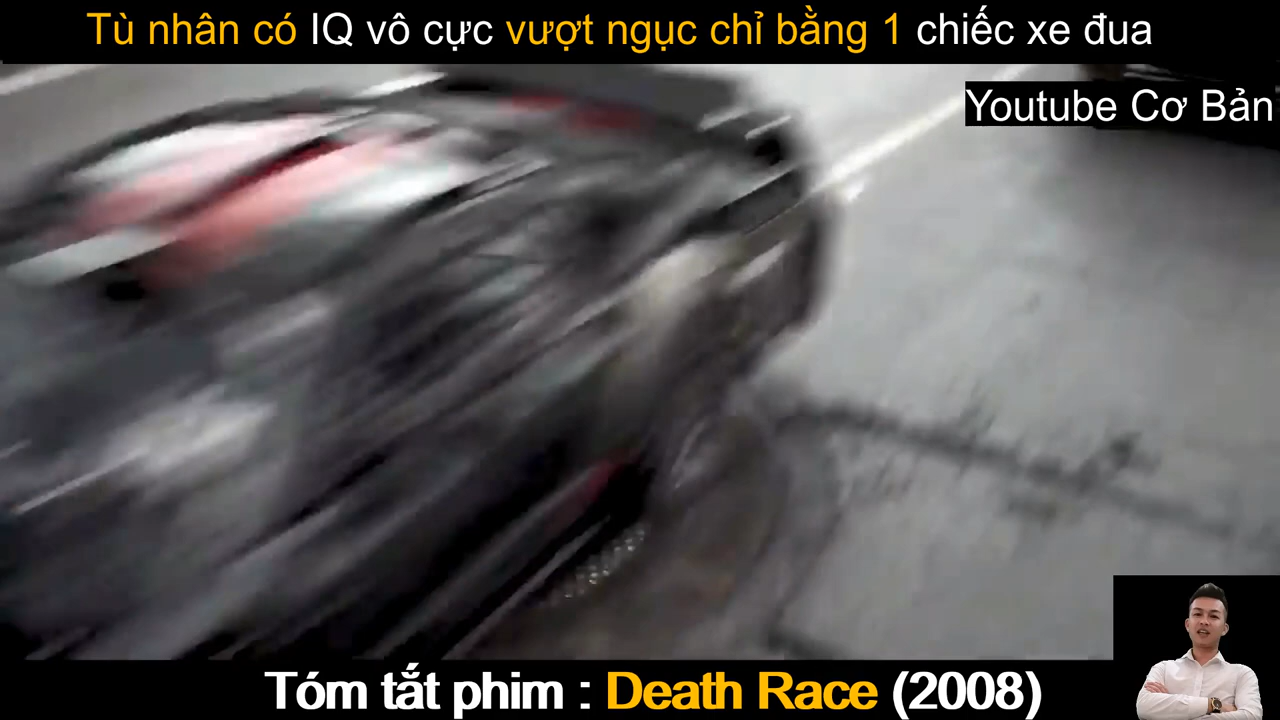 Tù nhân có IQ vô cực vượt ngục chỉ bằng 1 chiếc xe đua
Youtube Cơ Bản
Tóm tắt phim : Death Race (2008)